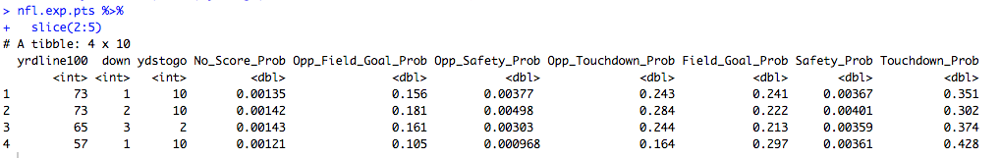 > nfl.exp.pts %>%
+ slice(2:5)
# A tibble: 4 x 10
yrdline100 down ydstogo No_Score_Prob Opp_Field_Goal_Prob Opp_Safety_Prob Opp_Touchdown_Prob Field_Goal_Prob Safety_Prob Touchdown_Prob
<int> <int> <int> <dbl> <dbl> <dbl> <dbl> <dbl> <dbl> <dbl>
1 73 1 10 0.00135 0.156 0.00377 0.243 0.241 0.00367 0.351
2 73 2 10 0.00142 0.181 0.00498 0.284 0.222 0.00401 0.302
3 65 3 2 0.00143 0.161 0.00303 0.244 0.213 0.00359 0.374
4 57 1 10 0.00121 0.105 0.000968 0.164 0.297 0.00361 0.428